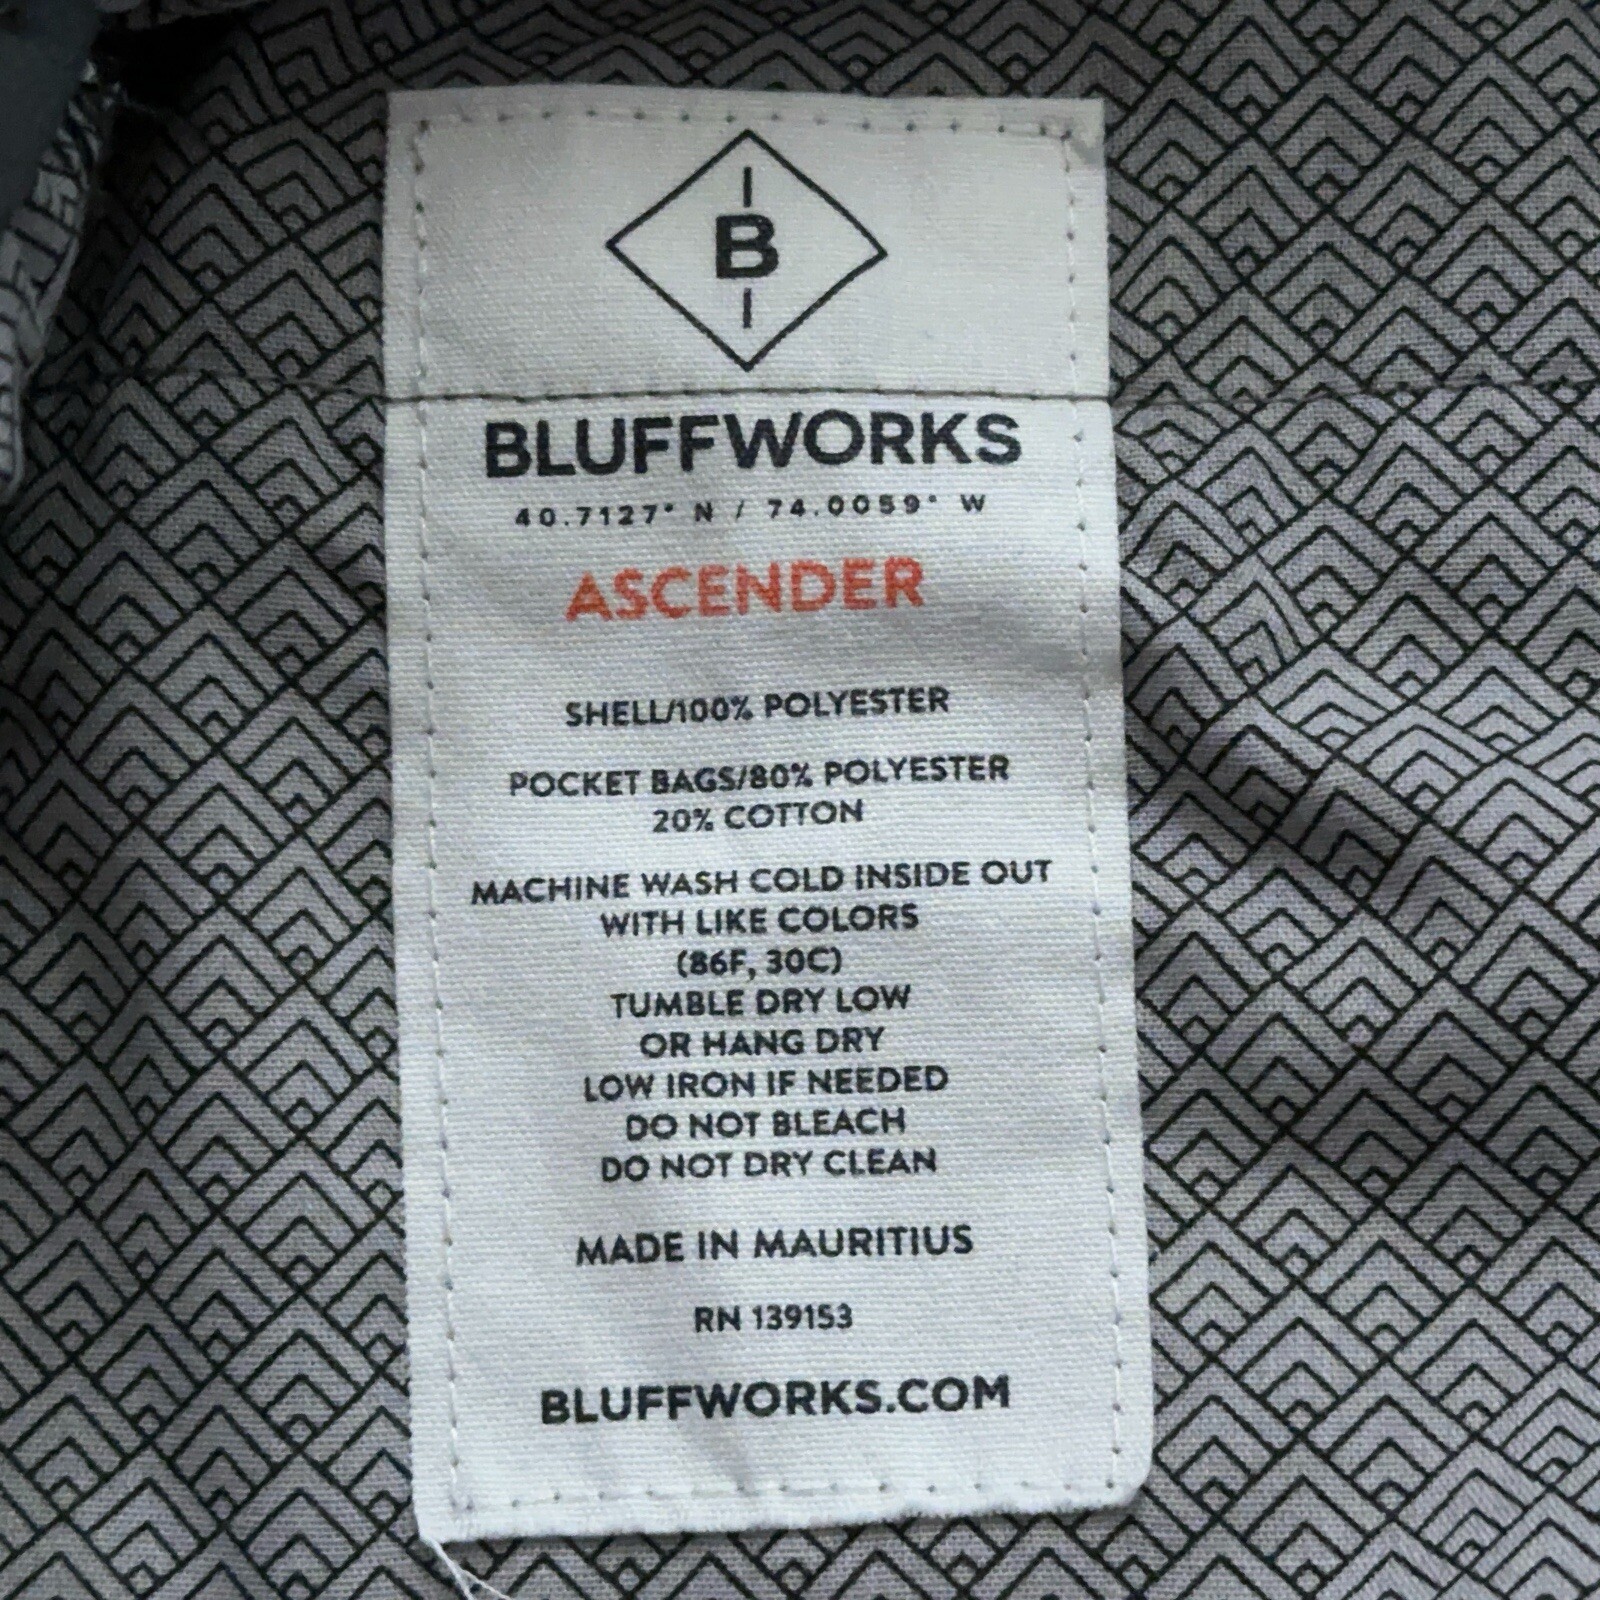 B
BLUFFWORKS
40.7127° N / 74.0059° W
ASCENDER
SHELL/100% POLYESTER
POCKET BAGS/80% POLYESTER
20% COTTON
MACHINE WASH COLD INSIDE OUT
WITH LIKE COLORS
(86F, 30C)
TUMBLE DRY LOW
OR HANG DRY
LOW IRON IF NEEDED
DO NOT BLEACH
DO NOT DRY CLEAN
MADE IN MAURITIUS
RN 139153
BLUFFWORKS.COM